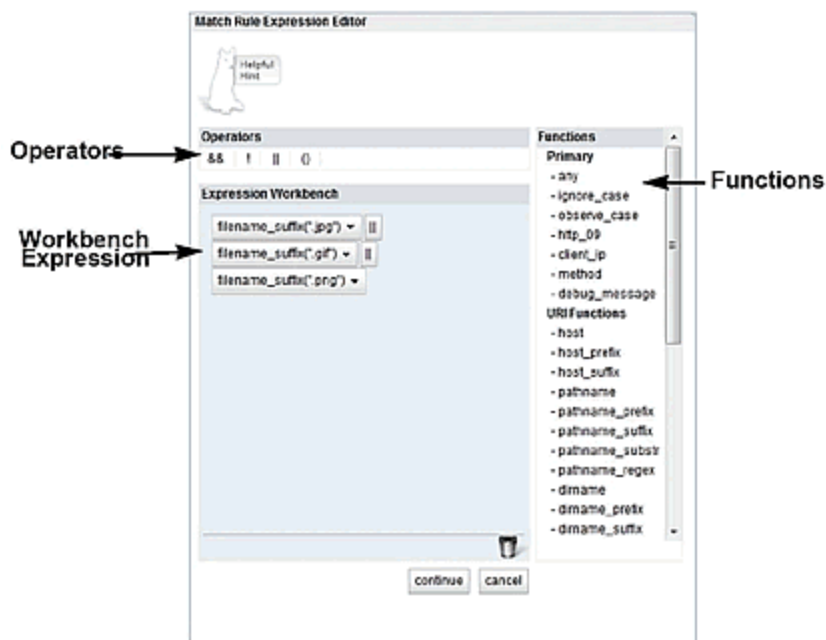 Match Rule Expression Editor
Helpful
Hint
Operators
&& ! || ()
Expression Workbench
filename_suffix(".jpg") ||
filename_suffix(".gif") ||
filename_suffix(".png")
continue cancel
Functions
Primary
- any
- ignore_case
- observe_case
- http_09
- client_ip
- method
- debug_message
URI Functions
- host
- host_prefix
- host_suffix
- pathname
- pathname_prefix
- pathname_suffix
- pathname_substr
- pathname_regex
- dirname
- dirname_prefix
- dirname_suffix
Operators
Workbench
Expression
Functions